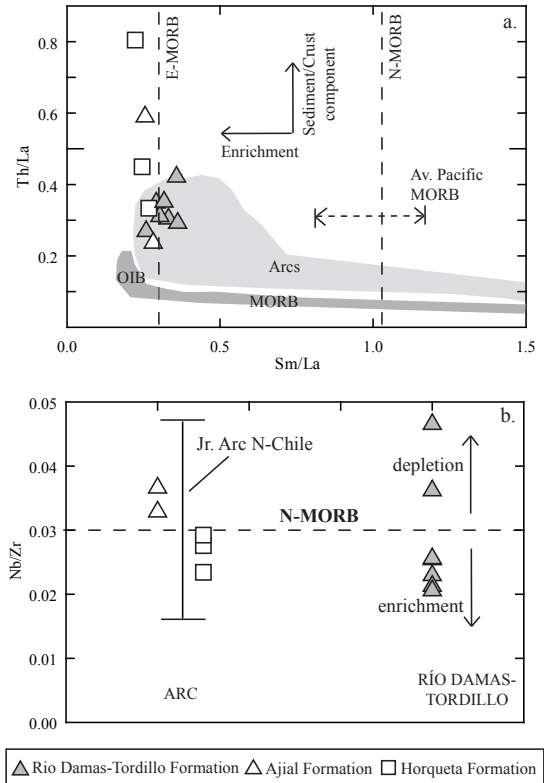 a.
0.8
0.6
0.4
0.2
Th/La
E-MORB
N-MORB
Sediment/Crust
component
Enrichment
Av. Pacific
MORB
Arcs
OIB
MORB
0.0
0.5
1.0
1.5
Sm/La
b.
0.05
0.04
0.03
0.02
0.01
0.00
Nb/Zr
Jr. Arc N-Chile
depletion
N-MORB
enrichment
ARC
RÍO DAMAS-
TORDILLO
Rio Damas-Tordillo Formation Ajial Formation Horqueta Formation